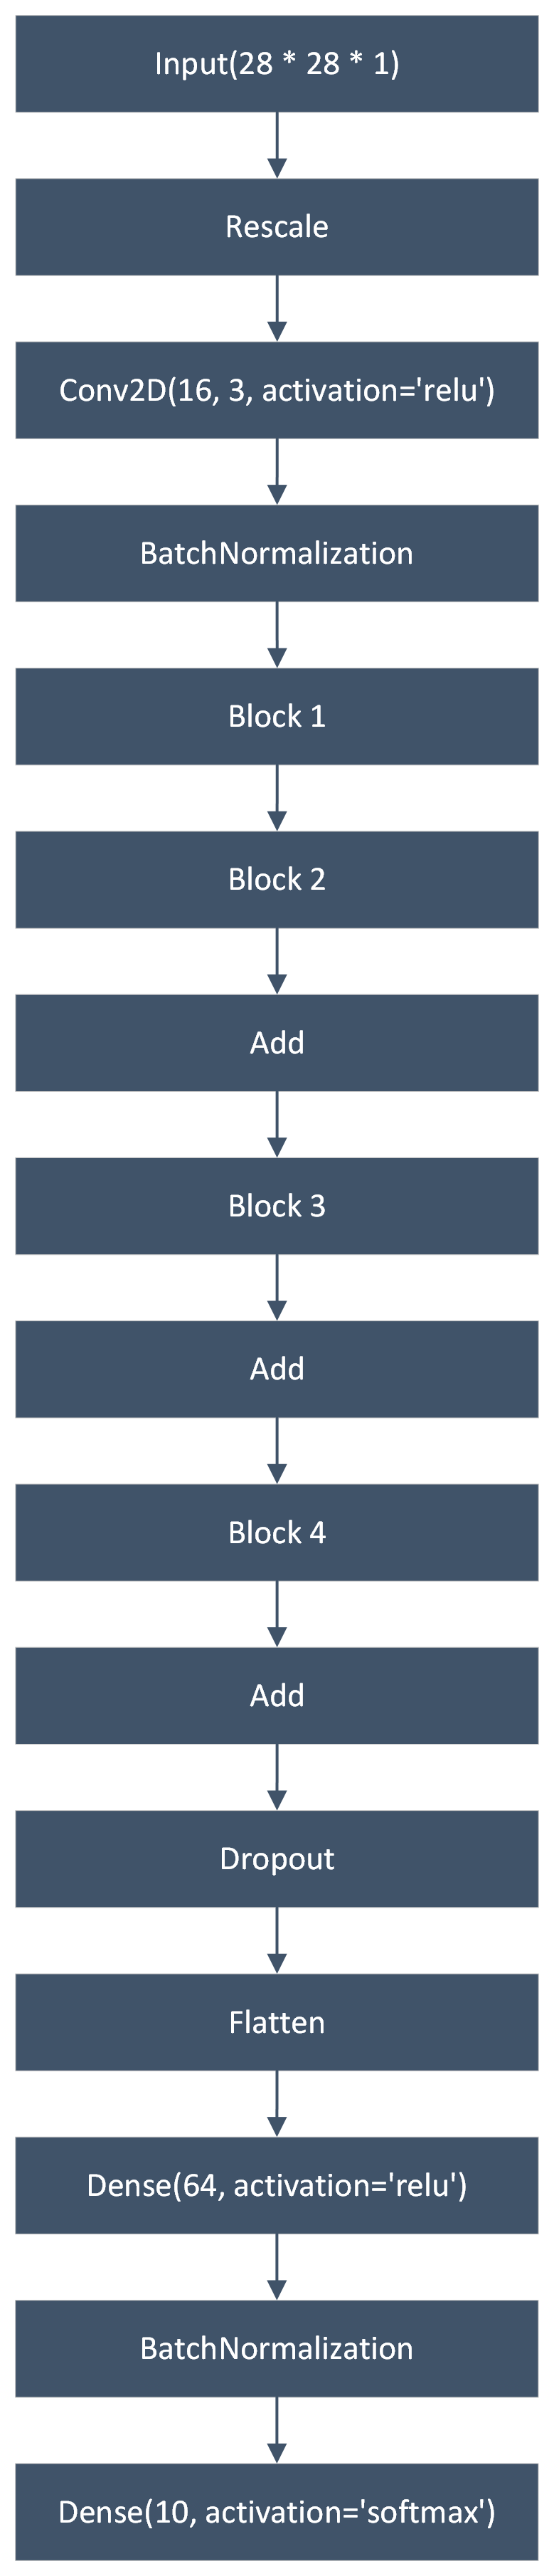 Input(28 * 28 * 1)
Rescale
Conv2D(16, 3, activation='relu')
BatchNormalization
Block 1
Block 2
Add
Block 3
Add
Block 4
Add
Dropout
Flatten
Dense(64, activation='relu')
BatchNormalization
Dense(10, activation='softmax')